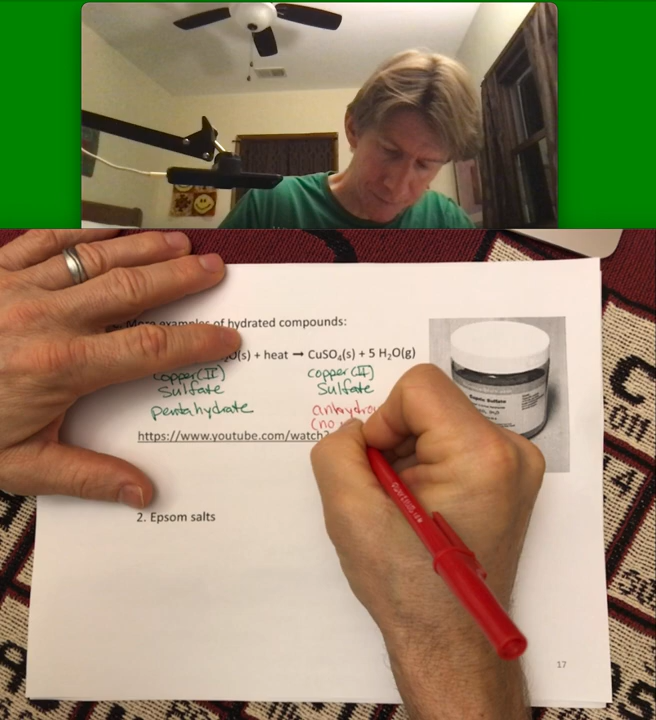 More examples of hydrated compounds:
O(s) + heat → CuSO₄(s) + 5 H₂O(g)
copper (II) copper (II)
Sulfate Sulfate
pentahydrate anhydrou
(no
https://www.youtube.com/watch?
2. Epsom salts
17